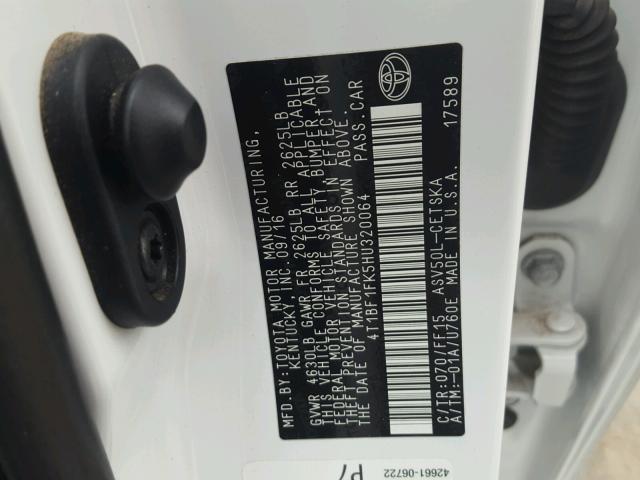 MFD.BY:TOYOTA MOTOR MANUFACTURING,
KENTUCKY, INC. 09/16
GVWR 4630LB GAWR FR 2625LB RR 2625LB
THIS VEHICLE CONFORMS TO ALL APPLICABLE
FEDERAL MOTOR VEHICLE SAFETY BUMPER, AND
THEFT PREVENTION STANDARDS IN EFFECT ON
THE DATE OF MANUFACTURE SHOWN ABOVE.
4T1BF1FK5HU320064 PASS.CAR
C/TR:070/FF15 ASV50L-CETSKA
A/TM:-01A/U760E MADE IN U.S.A. 17589
42661-06722